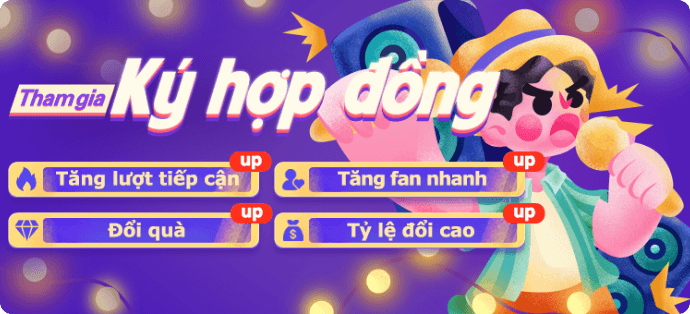 Tham gia Ký hợp đồng
Tăng lượt tiếp cận up
Tăng fan nhanh up
Đổi quà up
Tỷ lệ đổi cao up
$